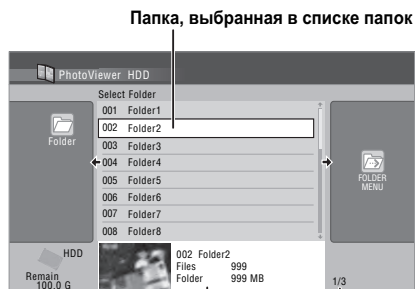 Папка, выбранная в списке папок
PhotoViewer HDD
Select Folder
001 Folder1
002 Folder2
003 Folder3
004 Folder4
005 Folder5
006 Folder6
007 Folder7
008 Folder8
Folder
FOLDER
MENU
HDD
Remain
100.0 G
002 Folder2
Files 999
Folder 999 MB
1/3